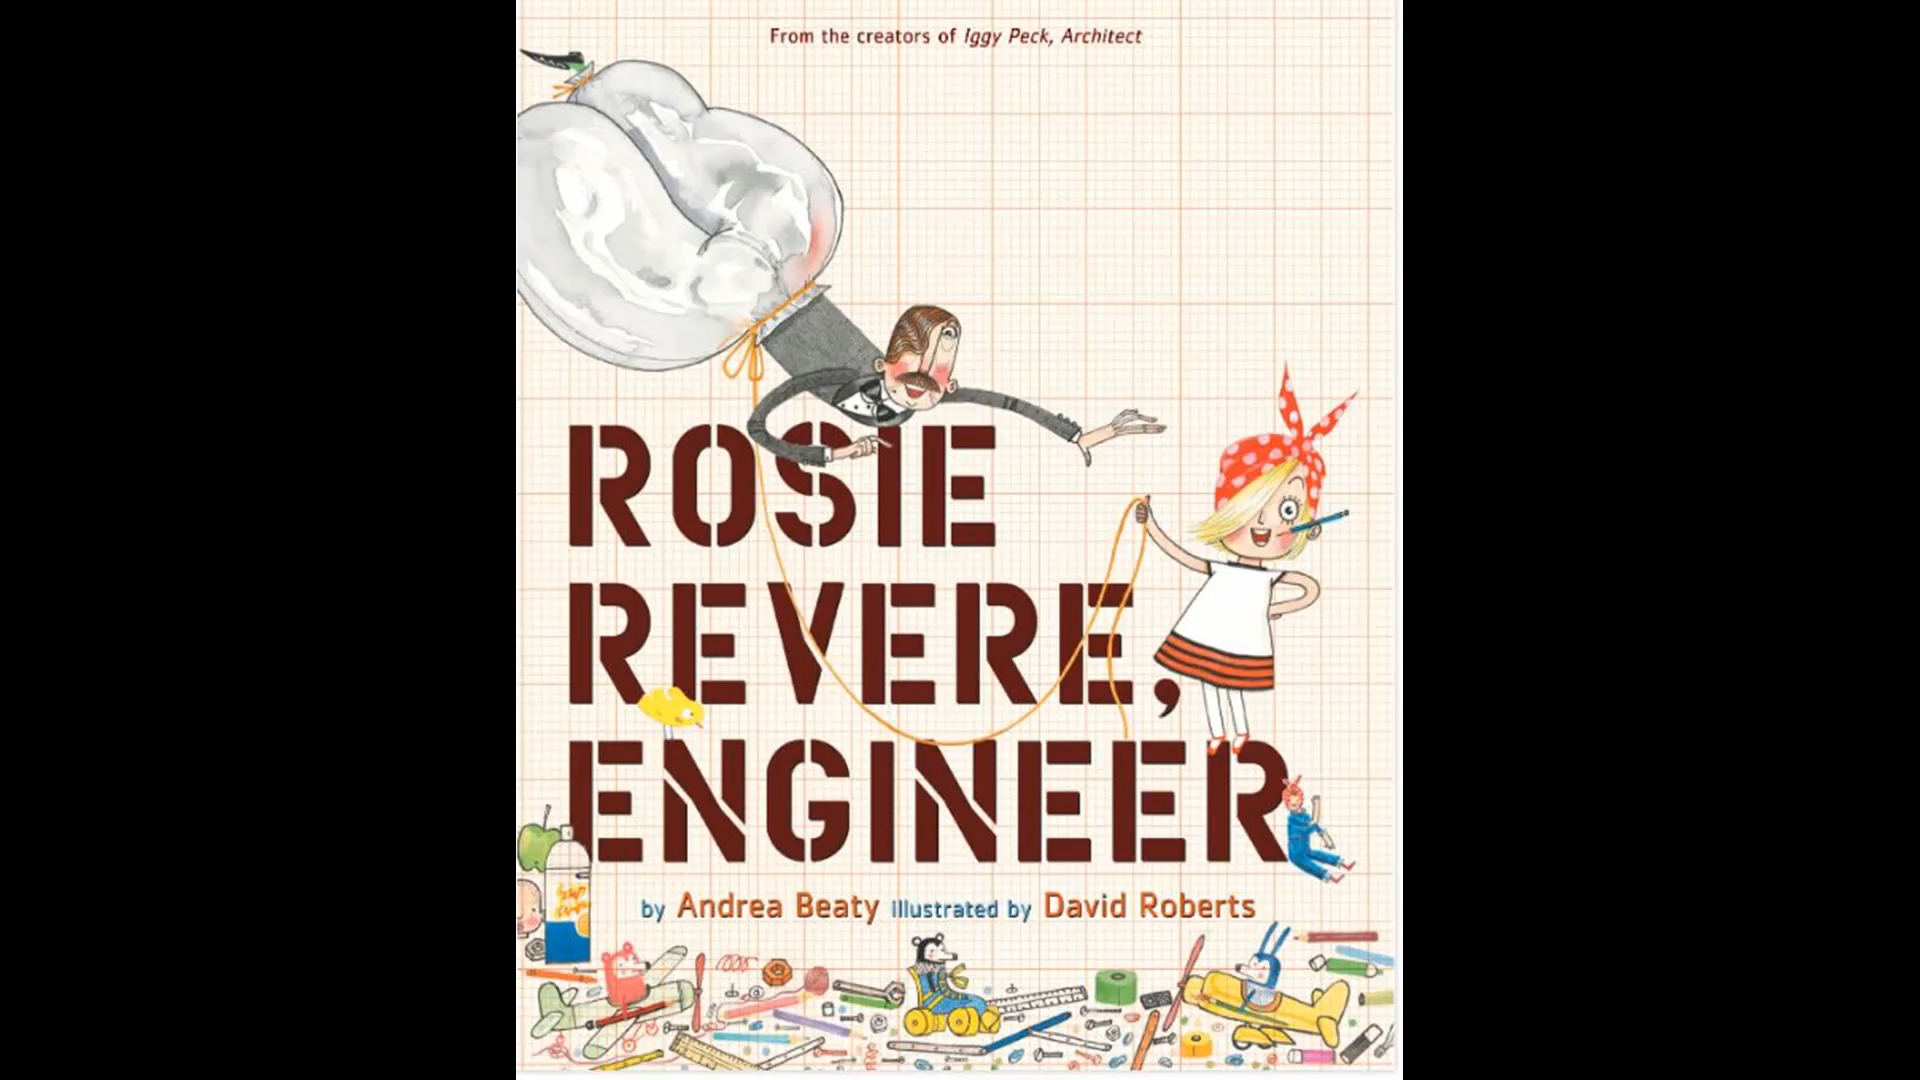 From the creators of Iggy Peck, Architect
ROSIE
REVERE,
ENGINEER
by Andrea Beaty illustrated by David Roberts